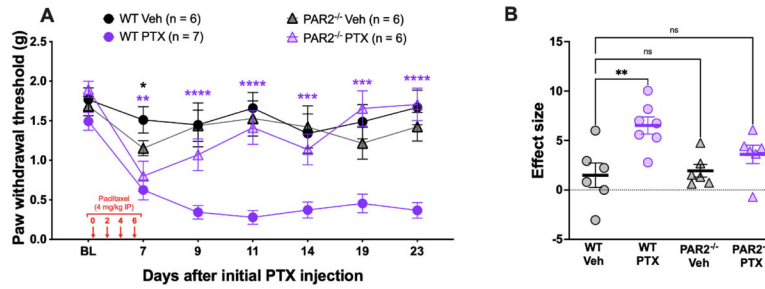 A
WT Veh (n = 6)
WT PTX (n = 7)
PAR2⁻/⁻ Veh (n = 6)
PAR2⁻/⁻ PTX (n = 6)
Paw withdrawal threshold (g)
2.5
2.0
1.5
1.0
0.5
0.0
*
**
****
****
***
***
****
Paclitaxel
(4 mg/kg IP)
0 2 4 6
BL 7 9 11 14 19 23
Days after initial PTX injection
B
ns
ns
**
Effect size
15
10
5
0
-5
WT
Veh
WT
PTX
PAR2⁻/⁻
Veh
PAR2⁻
PTX